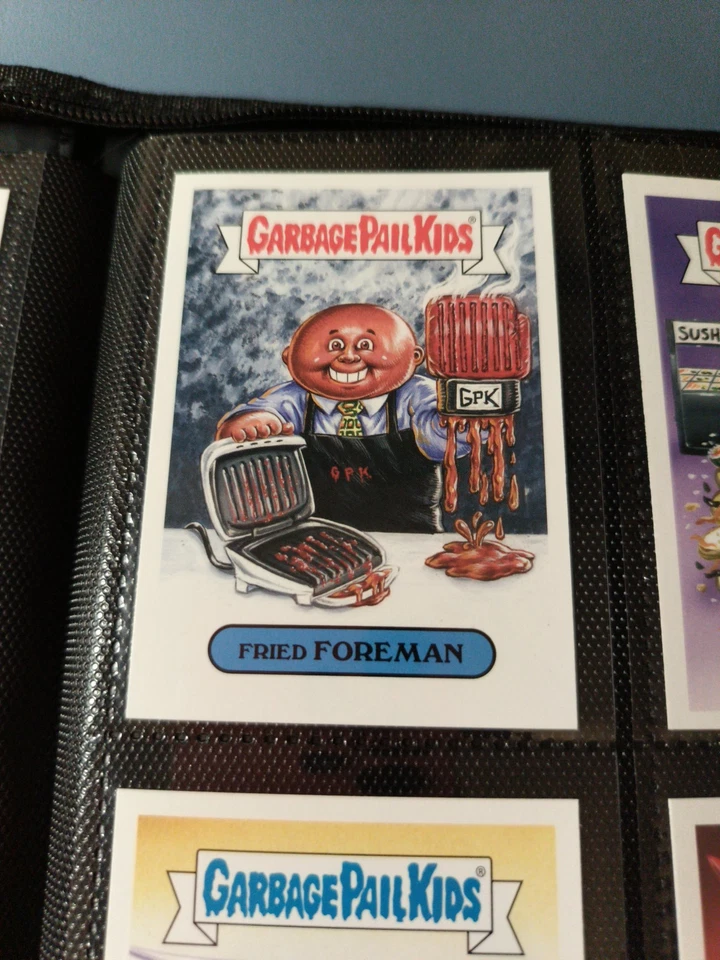 GARBAGE PAIL KIDS®
GPK
GPK
FRIED FOREMAN
SUSH
G
GARBAGE PAIL KIDS®